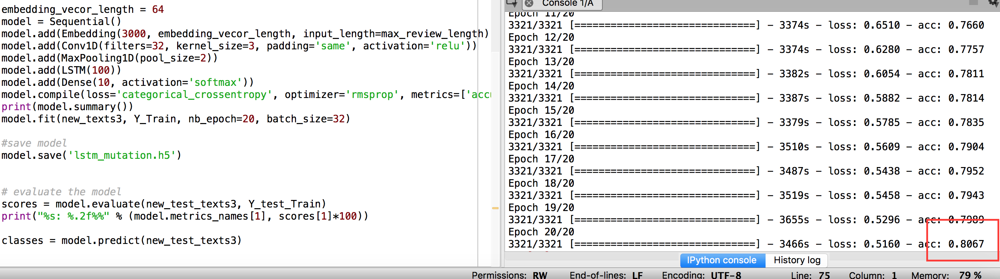 embedding_vecor_length = 64
model = Sequential()
model.add(Embedding(3000, embedding_vecor_length, input_length=max_review_length)
model.add(Conv1D(filters=32, kernel_size=3, padding='same', activation='relu'))
model.add(MaxPooling1D(pool_size=2))
model.add(LSTM(100))
model.add(Dense(10, activation='softmax'))
model.compile(loss='categorical_crossentropy', optimizer='rmsprop', metrics=['accu
print(model.summary())
model.fit(new_texts3, Y_Train, nb_epoch=20, batch_size=32)
#save model
model.save('lstm_mutation.h5')
# evaluate the model
scores = model.evaluate(new_test_texts3, Y_test_Train)
print("%s: %.2f%%" % (model.metrics_names[1], scores[1]*100))
classes = model.predict(new_test_texts3)
Console 1/A
Epoch 11/20
3321/3321 [==============================] - 3374s - loss: 0.6510 - acc: 0.7660
Epoch 12/20
3321/3321 [==============================] - 3374s - loss: 0.6280 - acc: 0.7757
Epoch 13/20
3321/3321 [==============================] - 3382s - loss: 0.6054 - acc: 0.7811
Epoch 14/20
3321/3321 [==============================] - 3387s - loss: 0.5882 - acc: 0.7814
Epoch 15/20
3321/3321 [==============================] - 3379s - loss: 0.5785 - acc: 0.7835
Epoch 16/20
3321/3321 [==============================] - 3510s - loss: 0.5609 - acc: 0.7904
Epoch 17/20
3321/3321 [==============================] - 3487s - loss: 0.5438 - acc: 0.7952
Epoch 18/20
3321/3321 [==============================] - 3519s - loss: 0.5458 - acc: 0.7943
Epoch 19/20
3321/3321 [==============================] - 3655s - loss: 0.5296 - acc: 0.7989
Epoch 20/20
3321/3321 [==============================] - 3466s - loss: 0.5160 - acc: 0.8067
IPython console History log
Permissions: RW End-of-lines: LF Encoding: UTF-8 Line: 75 Column: 1 Memory: 79 %